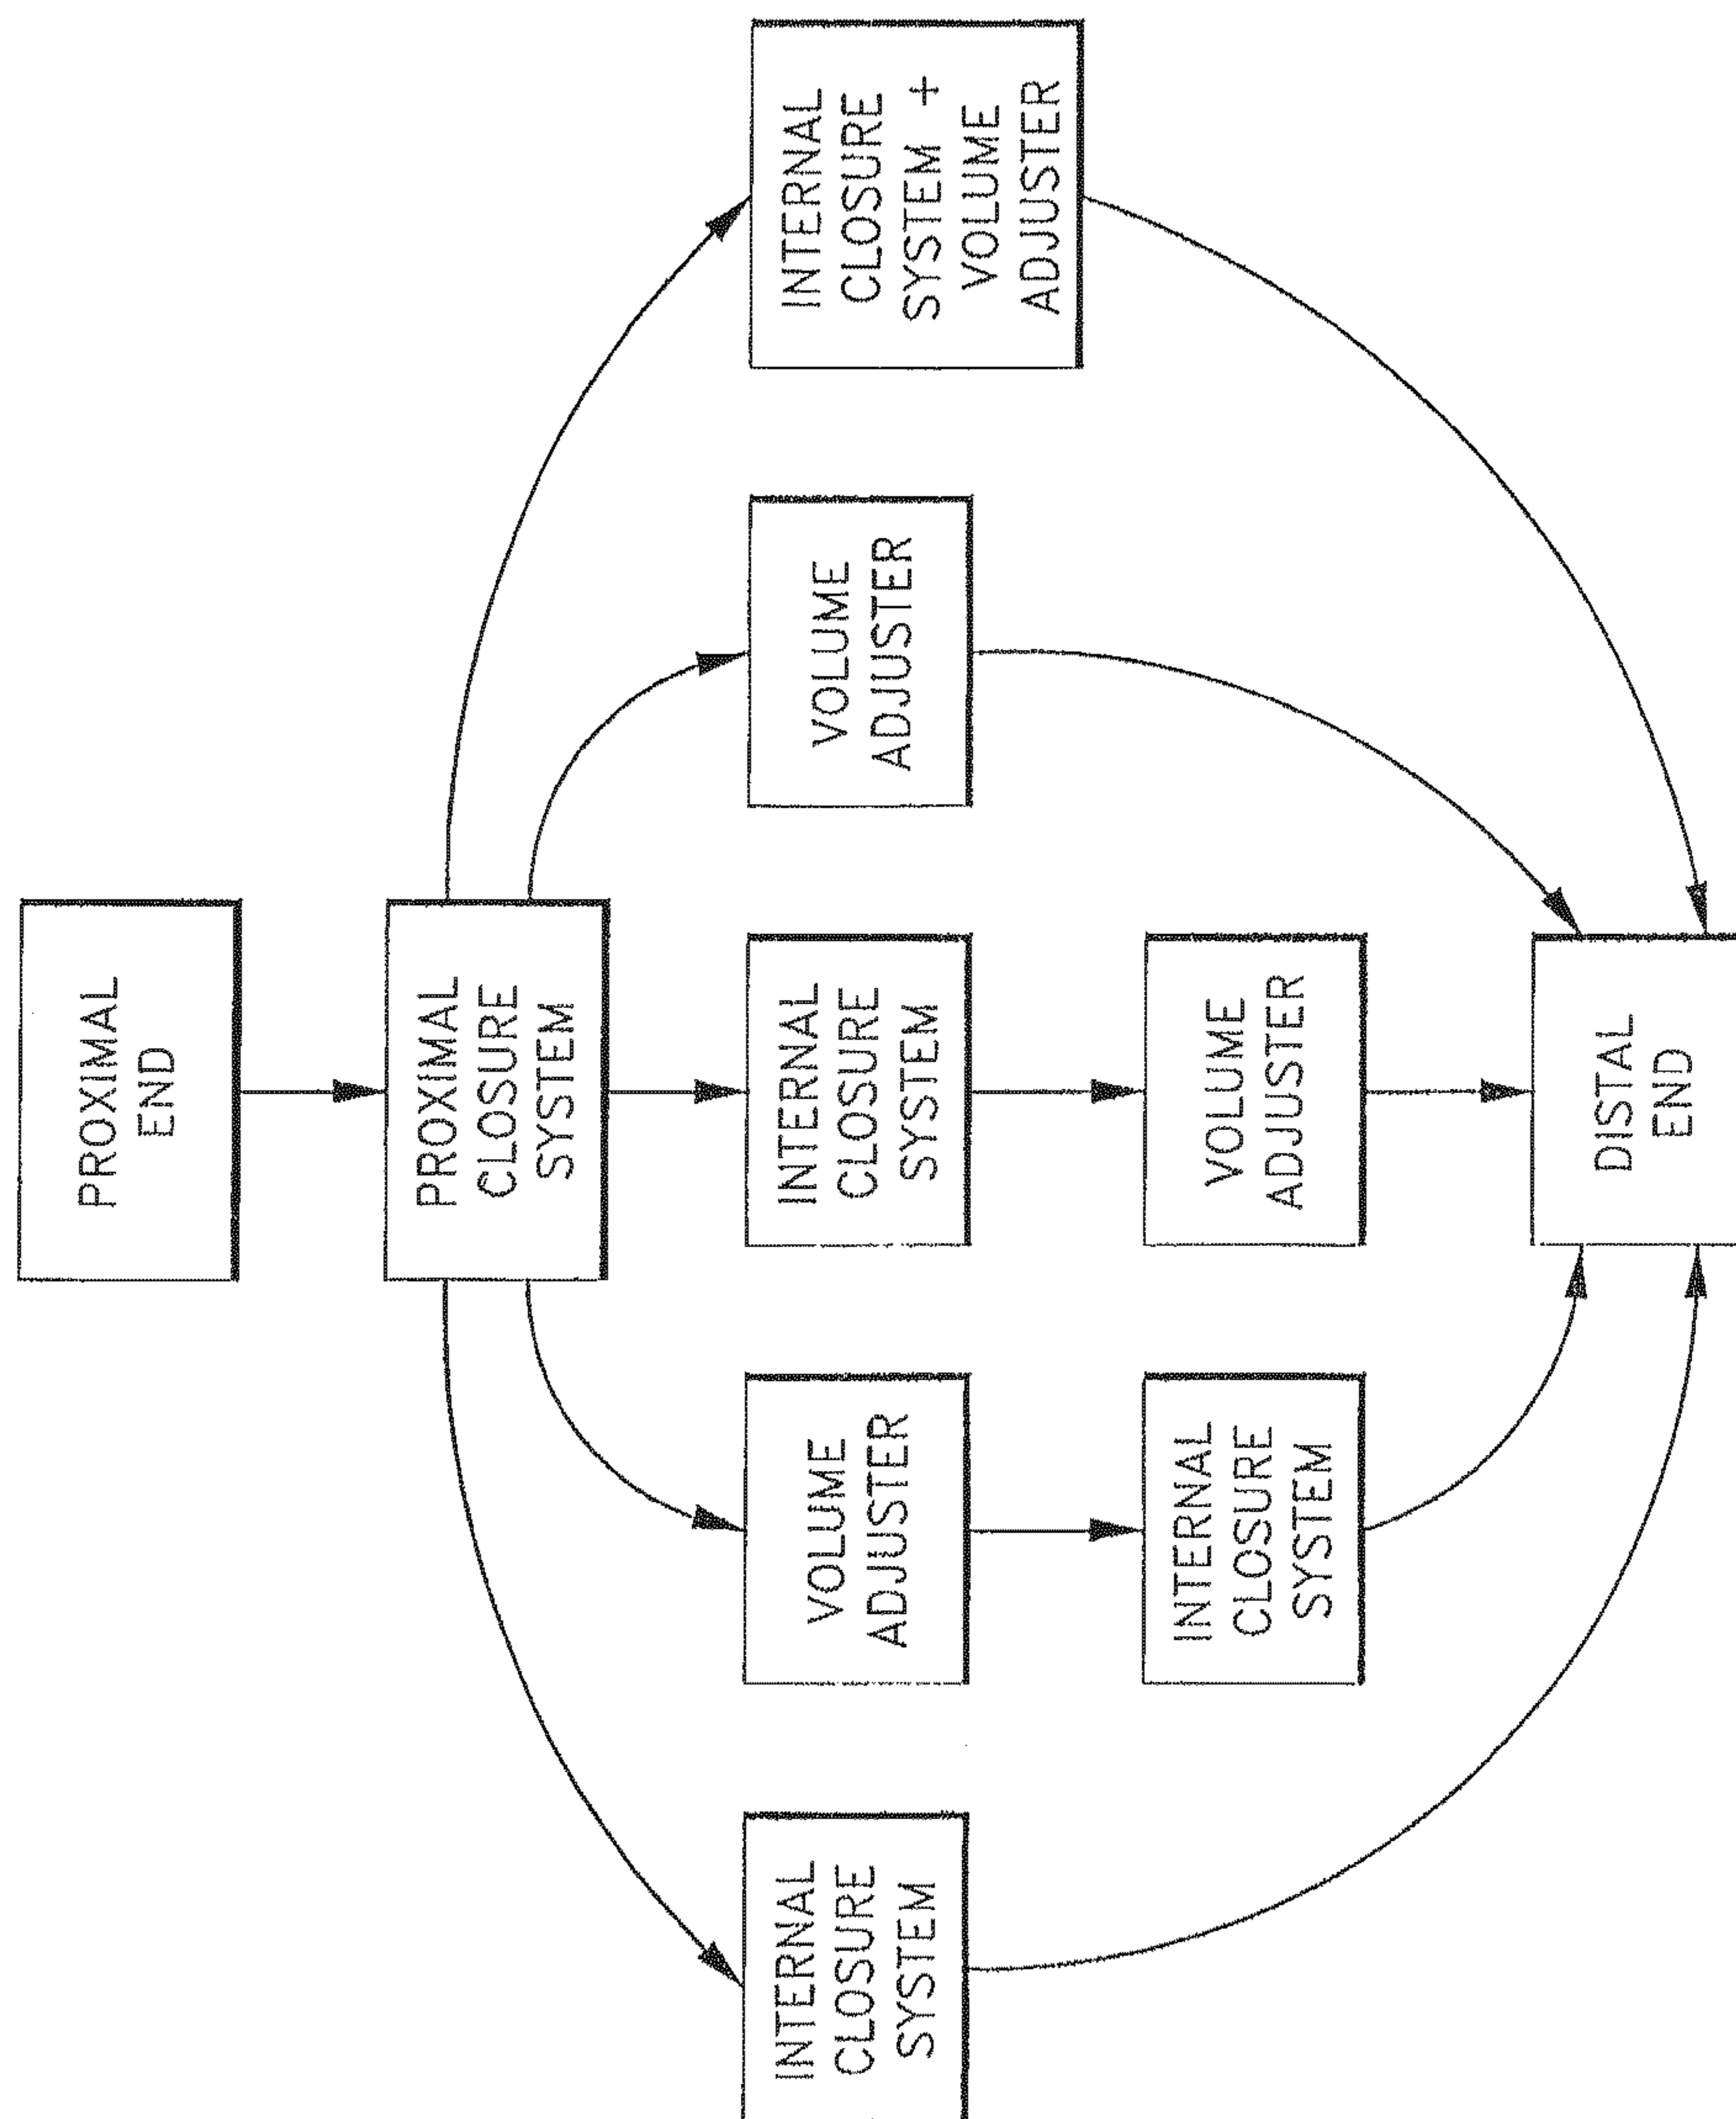 PROXIMAL
END
PROXIMAL
CLOSURE
SYSTEM
INTERNAL
CLOSURE
SYSTEM +
VOLUME
ADJUSTER
VOLUME
ADJUSTER
INTERNAL
CLOSURE
SYSTEM
VOLUME
ADJUSTER
INTERNAL
CLOSURE
SYSTEM
VOLUME
ADJUSTER
INTERNAL
CLOSURE
SYSTEM
DISTAL
END